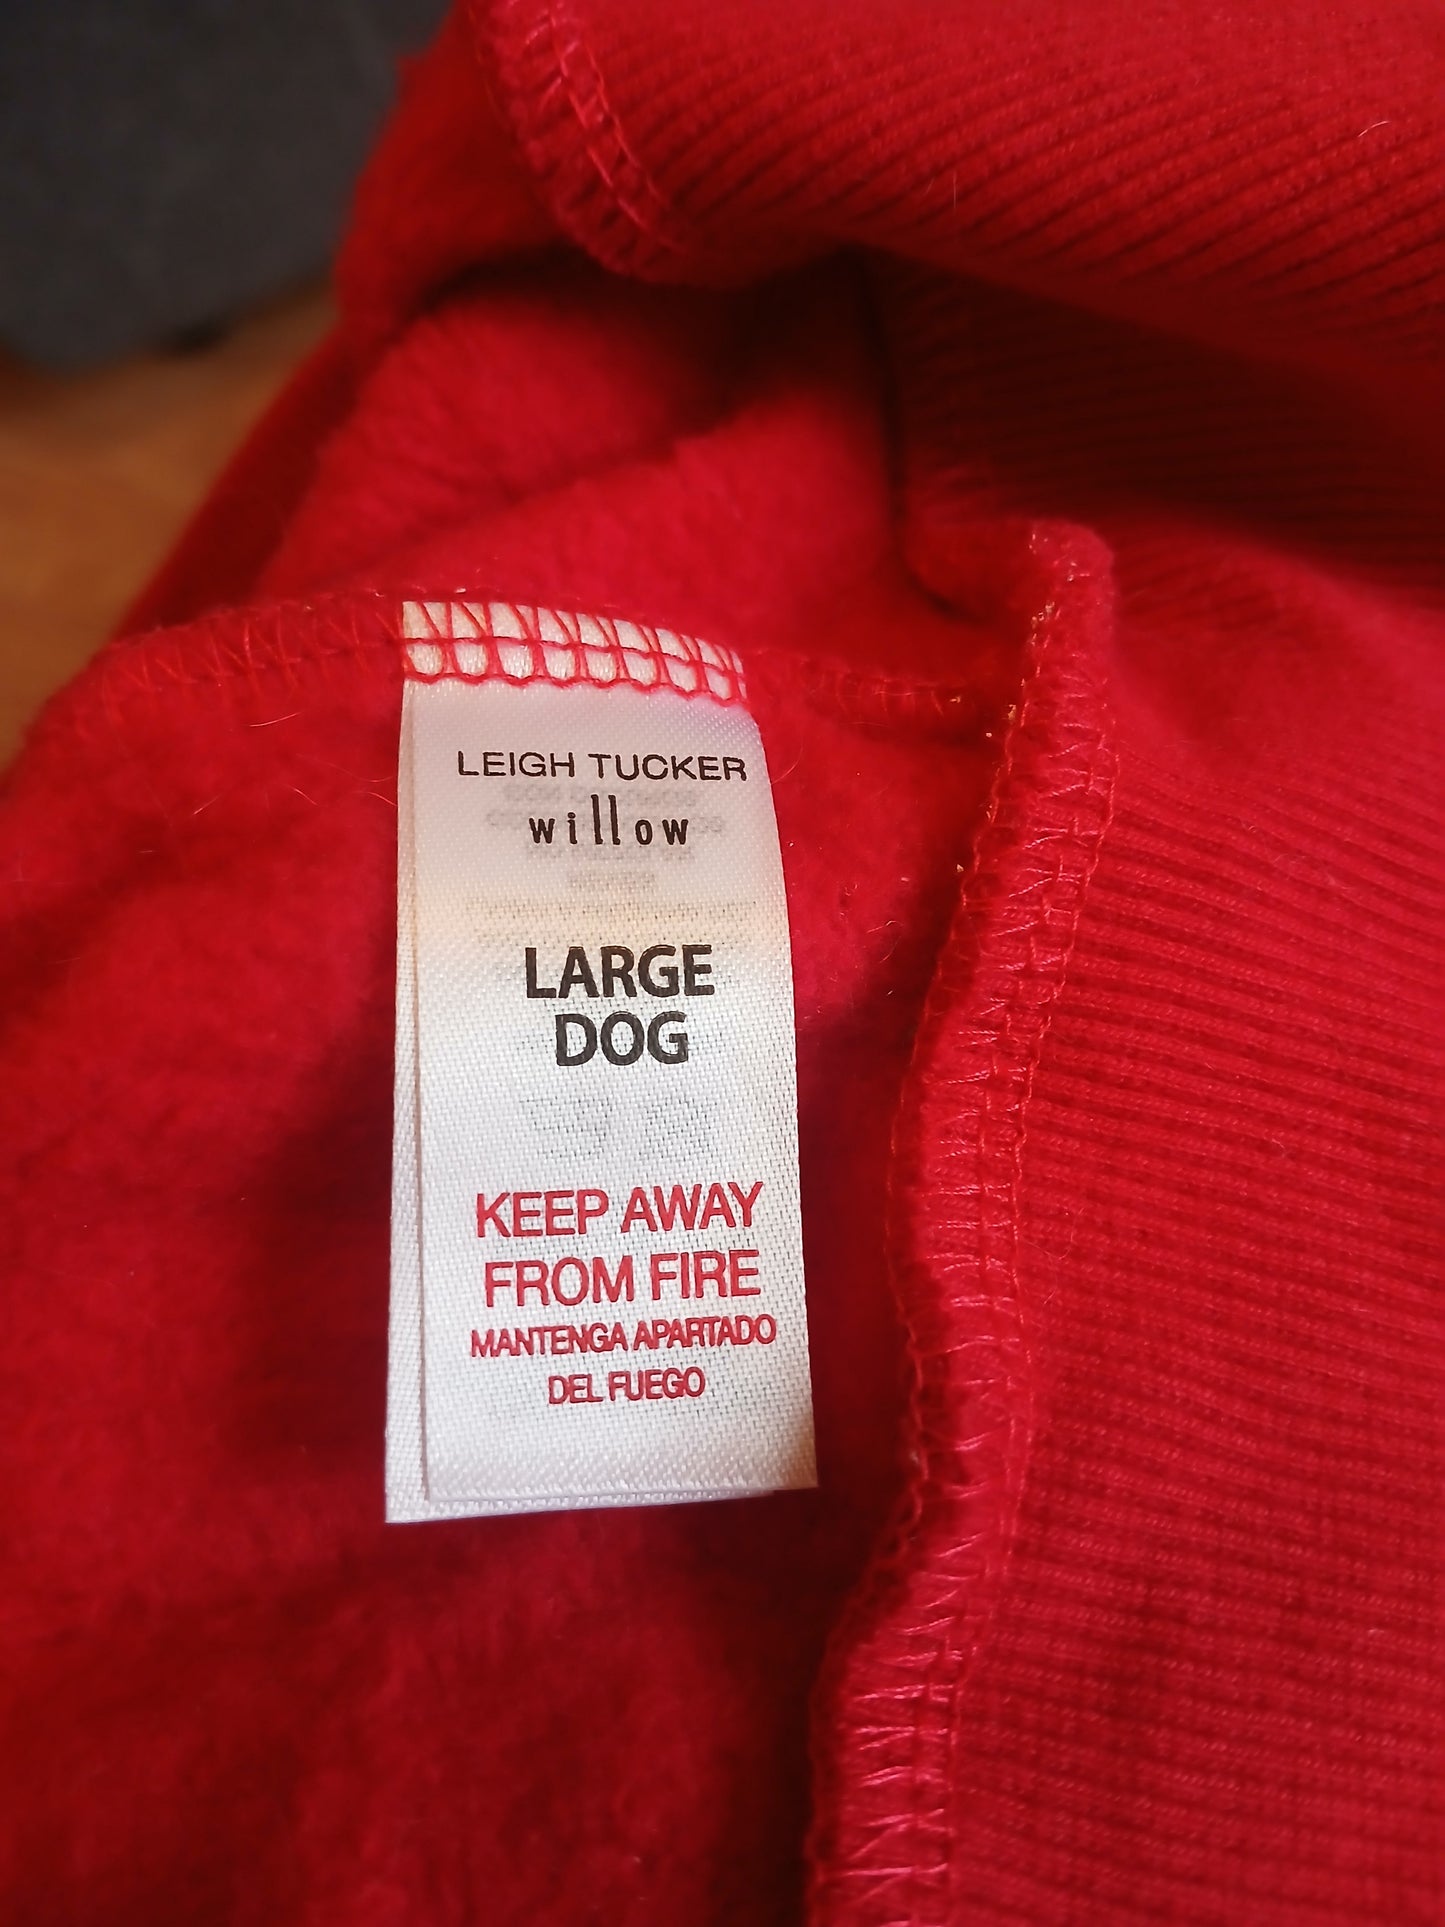 LEIGH TUCKER
willow
LARGE
DOG
KEEP AWAY
FROM FIRE
MANTENGA APARTADO
DEL FUEGO